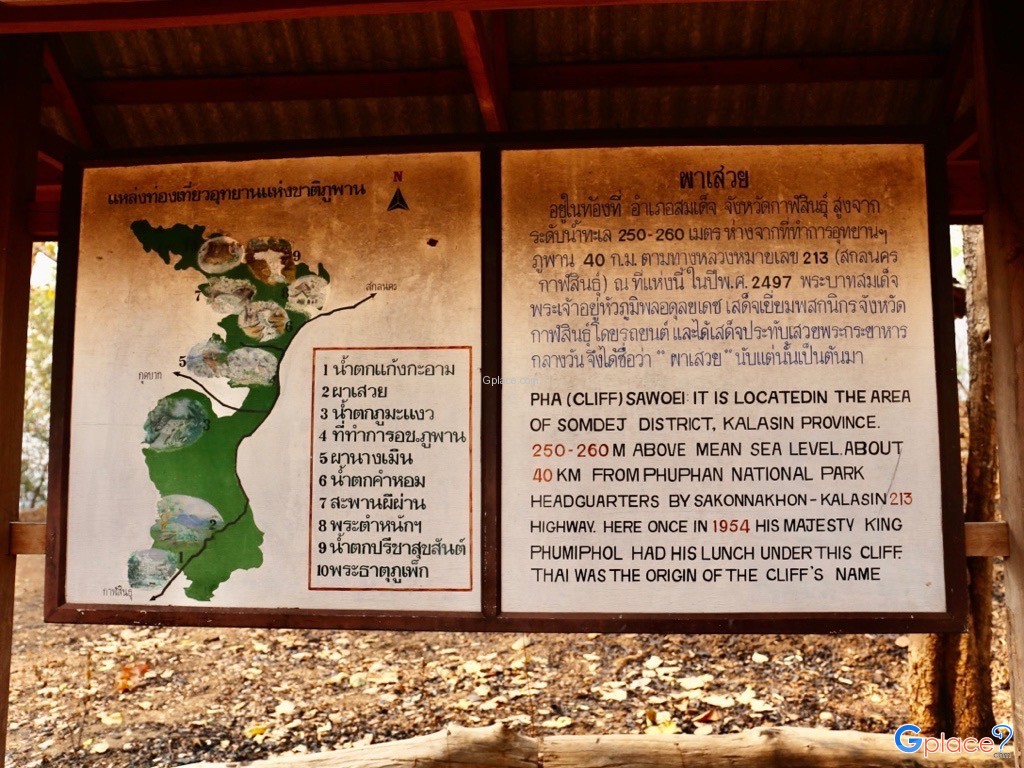 แหล่งท่องเที่ยวอุทยานแห่งชาติภูพาน
N
สกลนคร
กุดบาก
กาฬสินธุ์
9
7
6
5
3
2
1
1 น้ำตกแก้งกะอาม
2 ผาเสวย
3 น้ำตกภูมะแงว
4 ที่ทำการอช.ภูพาน
5 ผานางเมิน
6 น้ำตกคำหอม
7 สะพานผีผ่าน
8 พระตำหนักฯ
9 น้ำตกปรีชาสุขสันต์
10 พระธาตุภูเพ็ก
ผาเสวย
อยู่ในท้องที่ อำเภอสมเด็จ จังหวัดกาฬสินธุ์ สูงจาก
ระดับน้ำทะเล 250-260 เมตร ห่างจากที่ทำการอุทยานฯ
ภูพาน 40 ก.ม. ตามทางหลวงหมายเลข 213 (สกลนคร
กาฬสินธุ์) ณ ที่แห่งนี้ ในปีพ.ศ. 2497 พระบาทสมเด็จ
พระเจ้าอยู่หัวภูมิพลอดุลยเดช เสด็จเยี่ยมพสกนิกรจังหวัด
กาฬสินธุ์ โดยรถยนต์ และได้เสด็จประทับเสวยพระกระยาหาร
กลางวัน จึงได้ชื่อว่า " ผาเสวย " นับแต่นั้นเป็นต้นมา
PHA (CLIFF) SAWOEI: IT IS LOCATEDIN THE AREA
OF SOMDEJ DISTRICT, KALASIN PROVINCE.
250-260 M ABOVE MEAN SEA LEVEL. ABOUT
40 KM FROM PHUPHAN NATIONAL PARK
HEADGUARTERS BY SAKONNAKHON-KALASIN 213
HIGHWAY. HERE ONCE IN 1954 HIS MAJESTY KING
PHUMIPHOL HAD HIS LUNCH UNDER THIS CLIFF.
THAI WAS THE ORIGIN OF THE CLIFF'S NAME
Gplace.com
Gplace
.com